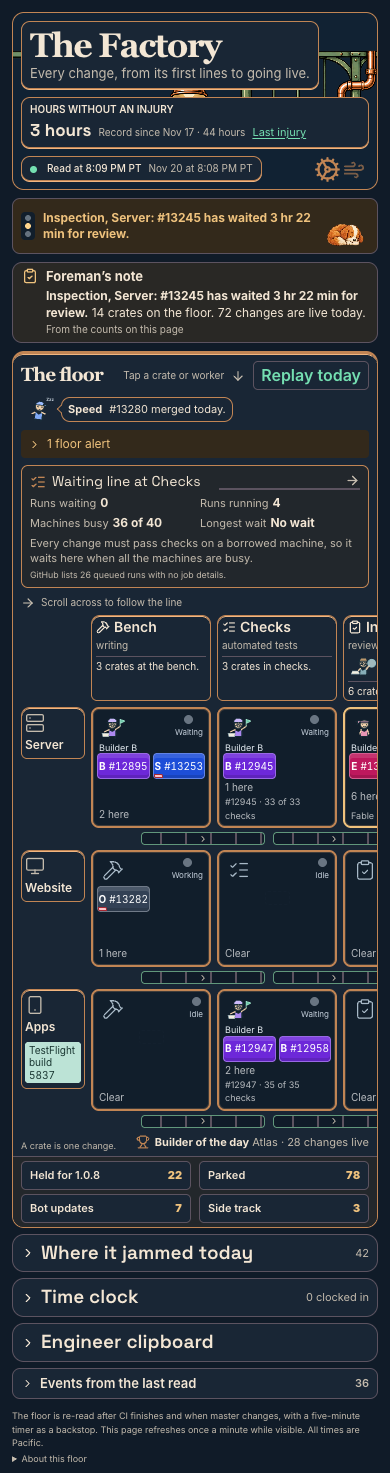 The Factory
Every change, from its first lines to going live.
HOURS WITHOUT AN INJURY
3 hours Record since Nov 17 · 44 hours Last injury
Read at 8:09 PM PT Nov 20 at 8:08 PM PT
Inspection, Server: #13245 has waited 3 hr 22
min for review.
Foreman's note
Inspection, Server: #13245 has waited 3 hr 22 min for
review. 14 crates on the floor. 72 changes are live today.
From the counts on this page
The floor
Tap a crate or worker ↓
Replay today
Speed #13280 merged today.
1 floor alert
Waiting line at Checks
Runs waiting 0
Runs running 4
Machines busy 36 of 40
Longest wait No wait
Every change must pass checks on a borrowed machine, so it
waits here when all the machines are busy.
GitHub lists 26 queued runs with no job details.
→ Scroll across to follow the line
Bench
writing
3 crates at the bench.
Checks
automated tests
3 crates in checks.
In
review
6 crate
Server
Waiting
Builder B
B #12895
S #13253
2 here
Waiting
Builder B
B #12945
1 here
#12945 · 33 of 33
checks
E #13
6 here
Fable
Website
Working
O #13282
1 here
Idle
Clear
Clear
Apps
TestFlight
build
5837
Idle
Clear
Waiting
Builder B
B #12947
B #12958
2 here
#12947 · 35 of 35
checks
Clear
A crate is one change.
Builder of the day Atlas · 28 changes live
Held for 1.0.8 22
Parked 78
Bot updates 7
Side track 3
Where it jammed today 42
Time clock 0 clocked in
Engineer clipboard
Events from the last read 36
The floor is re-read after CI finishes and when master changes, with a five-minute
timer as a backstop. This page refreshes once a minute while visible. All times are
Pacific.
About this floor